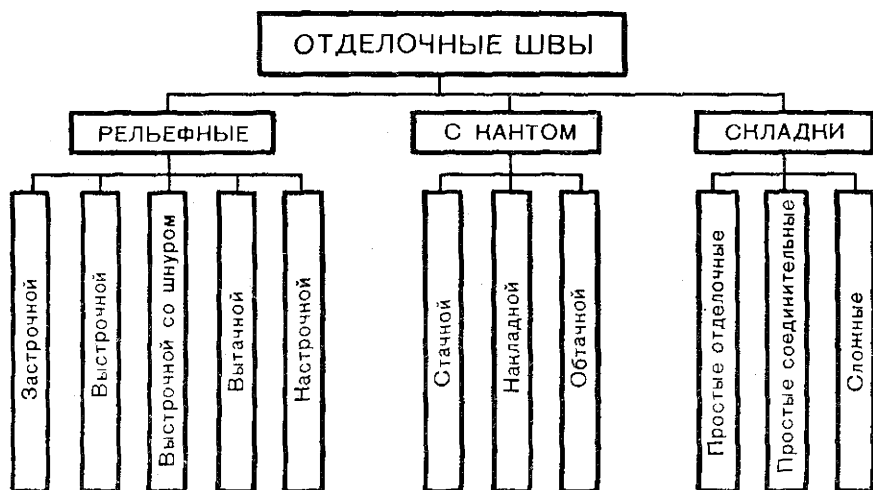 ОТДЕЛОЧНЫЕ ШВЫ
РЕЛЬЕФНЫЕ
С КАНТОМ
СКЛАДКИ
Застрочной
Выстрочной
Выстрочной со шнуром
Вытачной
Настрочной
Стачной
Накладной
Обтачной
Простые отделочные
Простые соединительные
Сложные